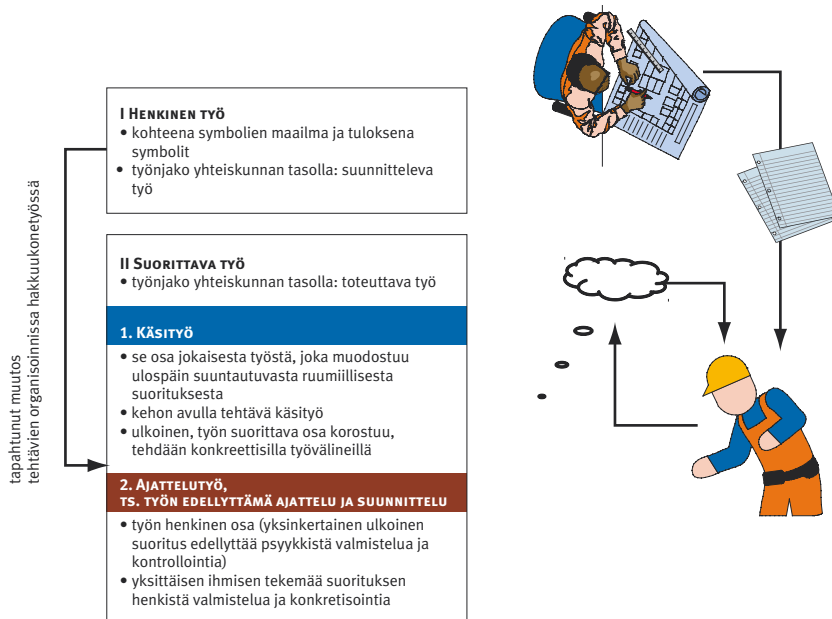 I Henkinen työ
• kohteena symbolien maailma ja tuloksena
symbolit
• työnjako yhteiskunnan tasolla: suunnitteleva
työ
II Suorittava työ
• työnjako yhteiskunnan tasolla: toteuttava työ
1. Käsityö
• se osa jokaisesta työstä, joka muodostuu
ulospäin suuntautuvasta ruumiillisesta
suorituksesta
• kehon avulla tehtävä käsityö
• ulkoinen, työn suorittava osa korostuu,
tehdään konkreettisilla työvälineillä
2. Ajattelutyö,
ts. työn edellyttämä ajattelu ja suunnittelu
• työn henkinen osa (yksinkertainen ulkoinen
suoritus edellyttää psyykkistä valmistelua ja
kontrollointia)
• yksittäisen ihmisen tekemää suorituksen
henkistä valmistelua ja konkretisointia
tapahtunut muutos
tehtävien organisoinnissa hakkuukonetyössä